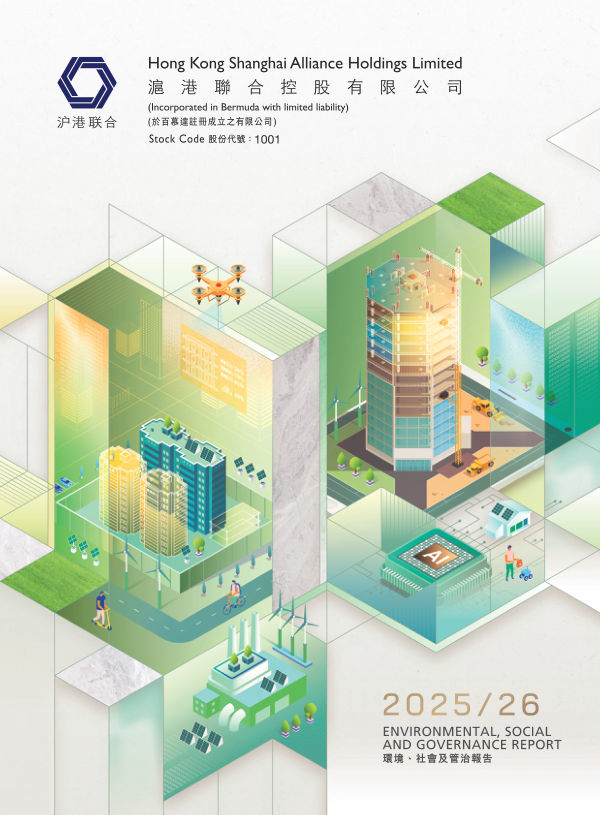 Hong Kong Shanghai Alliance Holdings Limited
滬港聯合控股有限公司
(Incorporated in Bermuda with limited liability)
(於百慕達註冊成立之有限公司)
Stock Code 股份代號：1001
沪港联合
AI
2025/26
ENVIRONMENTAL, SOCIAL
AND GOVERNANCE REPORT
環境、社會及管治報告